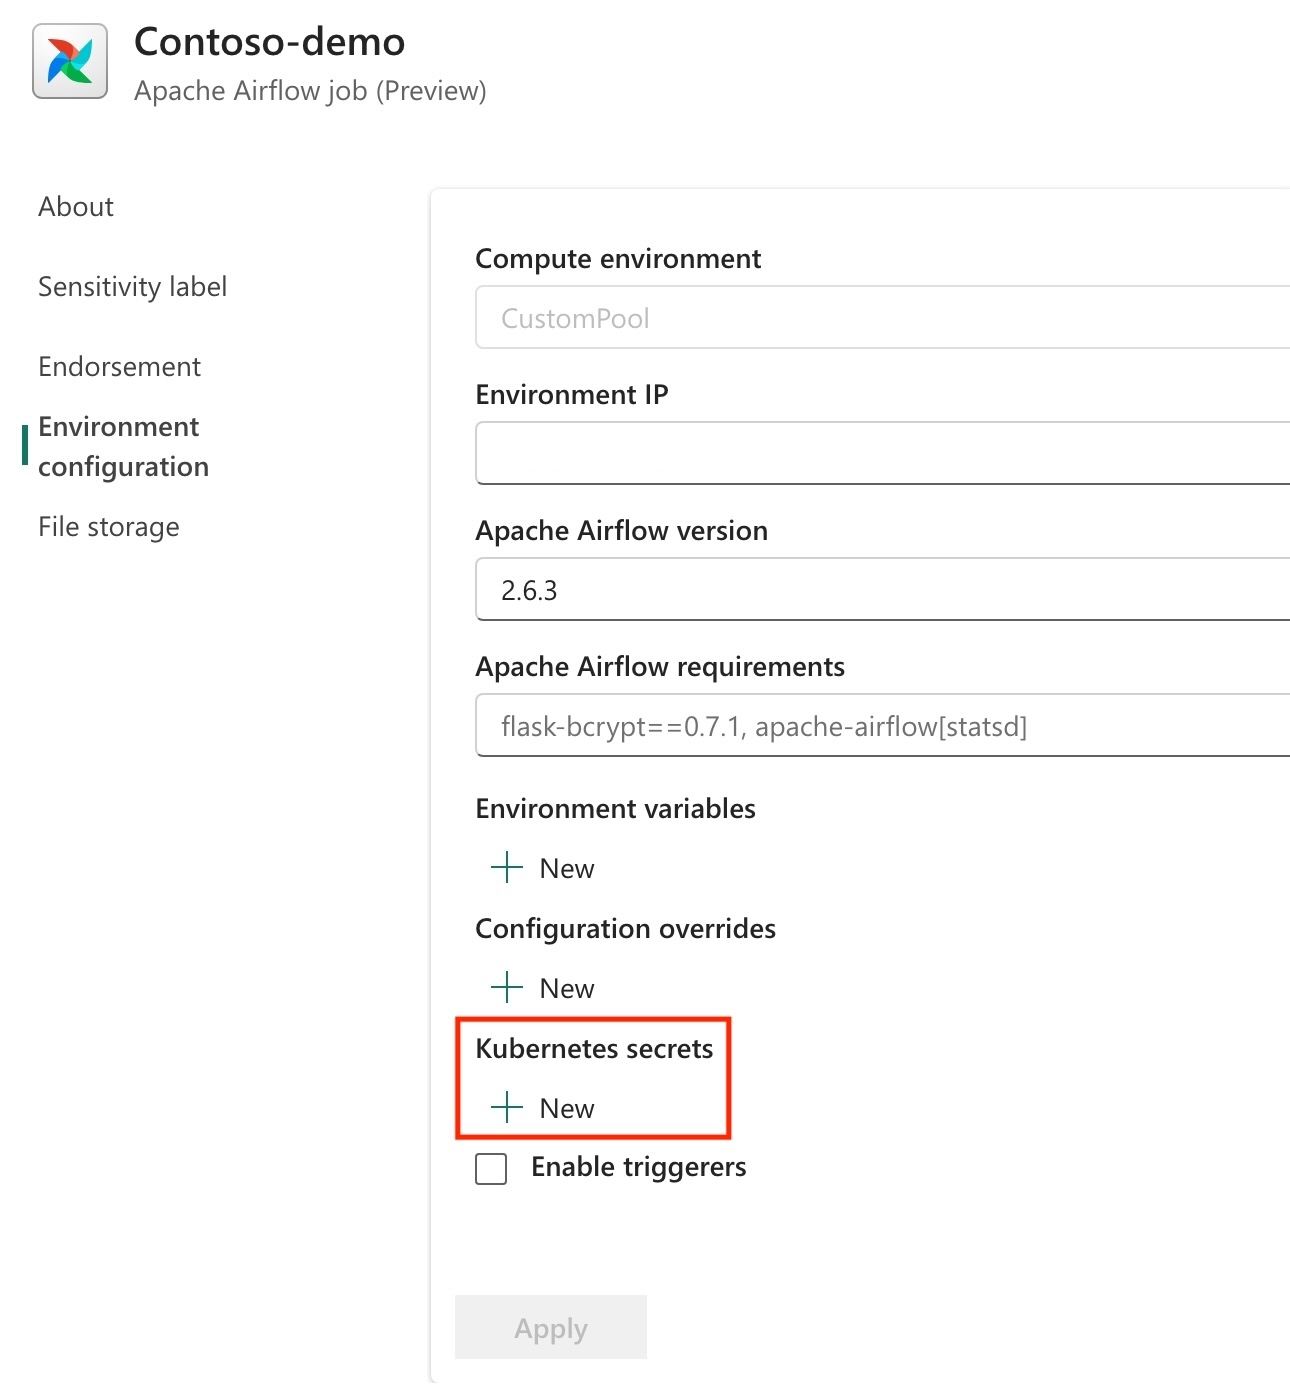 Contoso-demo
Apache Airflow job (Preview)
About
Sensitivity label
Endorsement
Environment
configuration
File storage
Compute environment
CustomPool
Environment IP
Apache Airflow version
2.6.3
Apache Airflow requirements
flask-bcrypt==0.7.1, apache-airflow[statsd]
Environment variables
New
Configuration overrides
New
Kubernetes secrets
New
Enable triggerers
Apply